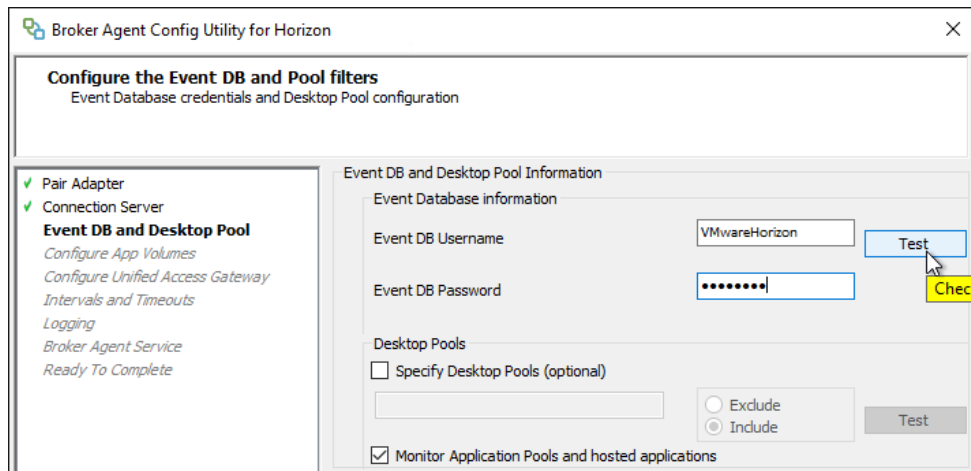 Broker Agent Config Utility for Horizon
Configure the Event DB and Pool filters
Event Database credentials and Desktop Pool configuration
Pair Adapter
Connection Server
Event DB and Desktop Pool
Configure App Volumes
Configure Unified Access Gateway
Intervals and Timeouts
Logging
Broker Agent Service
Ready To Complete
Event DB and Desktop Pool Information
Event Database information
Event DB Username
VMwareHorizon
Test
Event DB Password
••••••••
Chec
Desktop Pools
Specify Desktop Pools (optional)
Exclude
Include
Test
Monitor Application Pools and hosted applications